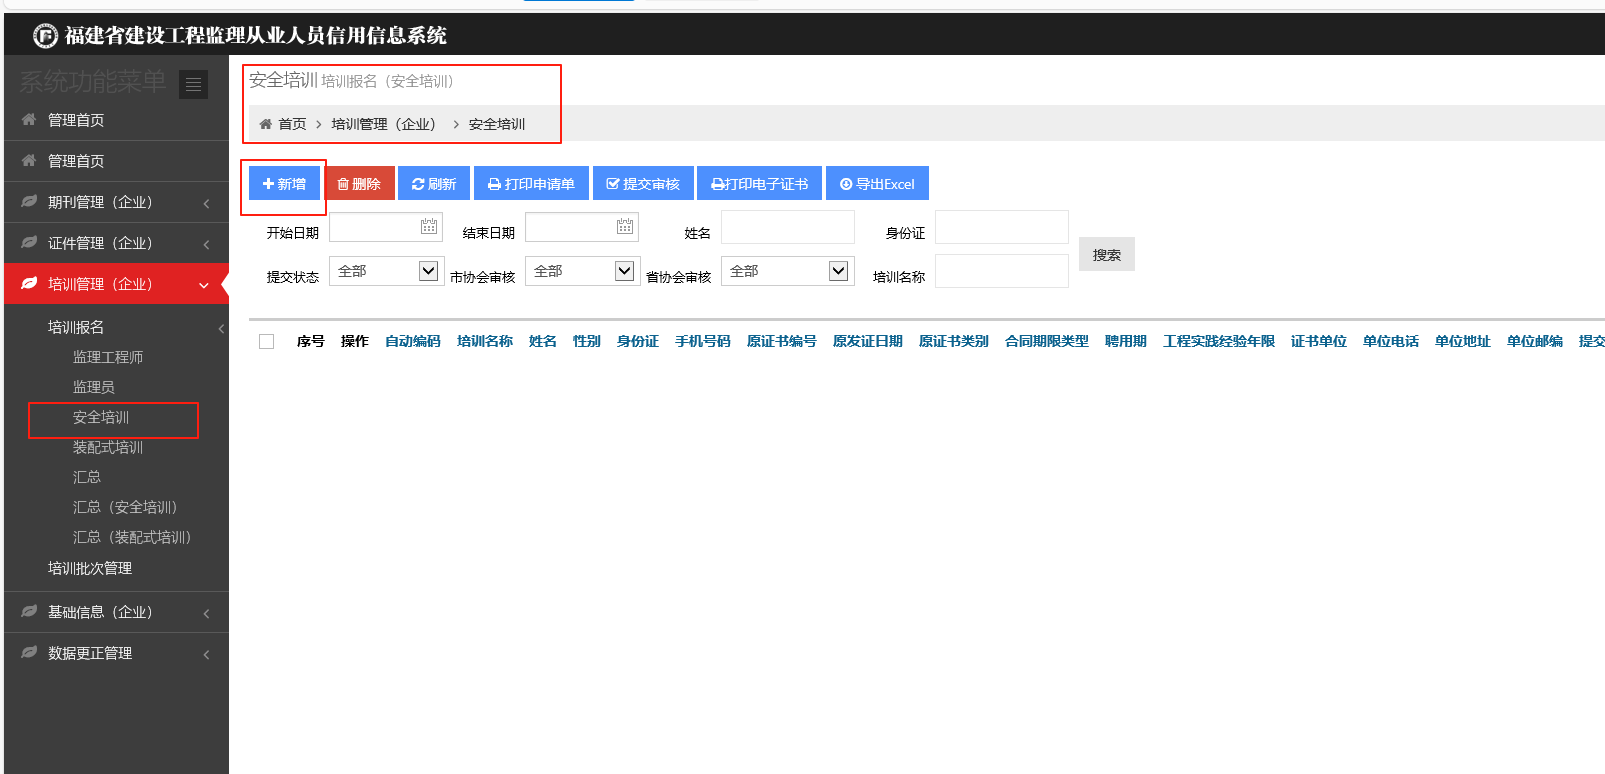 福建省建设工程监理从业人员信用信息系统
系统功能菜单
管理首页
管理首页
期刊管理（企业）
证件管理（企业）
培训管理（企业）
培训报名
监理工程师
监理员
安全培训
装配式培训
汇总
汇总（安全培训）
汇总（装配式培训）
培训批次管理
基础信息（企业）
数据更正管理
安全培训 培训报名（安全培训）
首页 > 培训管理（企业） > 安全培训
新增 删除 刷新 打印申请单 提交审核 打印电子证书 导出Excel
开始日期 结束日期 姓名 身份证
搜索
提交状态 全部 市协会审核 全部 省协会审核 全部 培训名称
序号 操作 自动编码 培训名称 姓名 性别 身份证 手机号码 原证书编号 原发证日期 原证书类别 合同期限类型 聘用期 工程实践经验年限 证书单位 单位电话 单位地址 单位邮编 提交